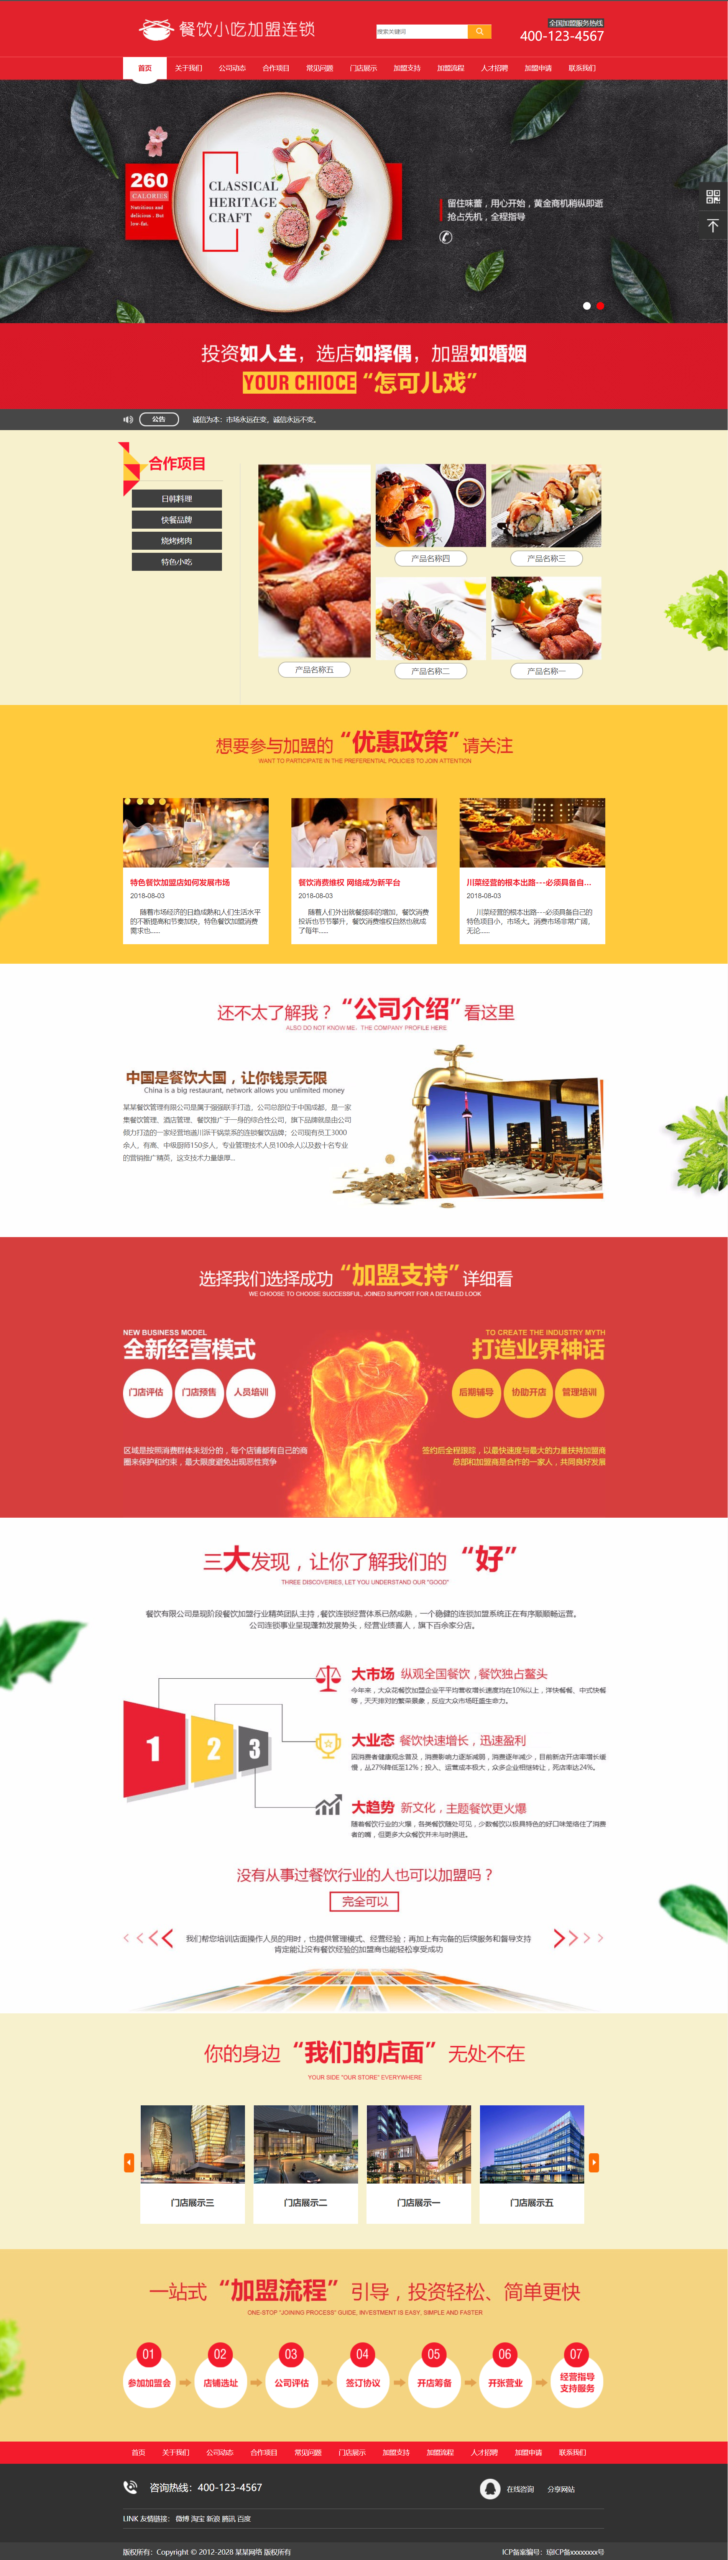 餐饮小吃加盟连锁
搜索关键词
全国加盟服务热线
400-123-4567
首页 关于我们 公司动态 合作项目 常见问题 门店展示 加盟支持 加盟流程 人才招聘 加盟申请 联系我们
260
CALORIES
Nutritious and
delicious . But
low-fat.
CLASSICAL
HERITAGE
CRAFT
留住味蕾，用心开始，黄金商机稍纵即逝
抢占先机，全程指导
投资如人生，选店如择偶，加盟如婚姻
YOUR CHIOCE “怎可儿戏”
公告 诚信为本：市场永远在变，诚信永远不变。
合作项目
日韩料理
快餐品牌
烧烤烤肉
特色小吃
产品名称四 产品名称三
产品名称五 产品名称二 产品名称一
想要参与加盟的“优惠政策”请关注
WANT TO PARTICIPATE IN THE PREFERENTIAL POLICIES TO JOIN ATTENTION
特色餐饮加盟店如何发展市场
2018-08-03
随着市场经济的日趋成熟和人们生活水平
的不断提高和节奏加快，特色餐饮加盟消费
需求也......
餐饮消费维权 网络成为新平台
2018-08-03
随着人们外出就餐频率的增加，餐饮消费
投诉也节节攀升，餐饮消费维权自然也就成
了每年......
川菜经营的根本出路---必须具备自...
2018-08-03
川菜经营的根本出路---必须具备自己的
特色项目小，市场大。消费市场非常广阔，
无论......
还不太了解我？“公司介绍”看这里
ALSO DO NOT KNOW ME, THE COMPANY PROFILE HERE
中国是餐饮大国，让你钱景无限
China is a big restaurant, network allows you unlimited money
某某餐饮管理有限公司是属于强强联手打造，公司总部位于中国成都，是一家
集餐饮管理、酒店管理、餐饮推广于一身的综合性公司，旗下品牌就是由公司
倾力打造的一家经营地道川派干锅菜系的连锁餐饮品牌；公司现有员工3000
余人，有高、中级厨师150多人，专业管理技术人员100余人以及数十名专业
的营销推广精英，这支技术力量雄厚...
选择我们选择成功“加盟支持”详细看
WE CHOOSE TO CHOOSE SUCCESSFUL, JOINED SUPPORT FOR A DETAILED LOOK
NEW BUSINESS MODEL
全新经营模式
门店评估 门店预售 人员培训
区域是按照消费群体来划分的，每个店铺都有自己的商
圈来保护和约束，最大限度避免出现恶性竞争
TO CREATE THE INDUSTRY MYTH
打造业界神话
后期辅导 协助开店 管理培训
签约后全程跟踪，以最快速度与最大的力量扶持加盟商
总部和加盟商是合作的一家人，共同良好发展
三大发现，让你了解我们的 “好”
THREE DISCOVERIES, LET YOU UNDERSTAND OUR "GOOD"
餐饮有限公司是现阶段餐饮加盟行业精英团队主持，餐饮连锁经营体系已然成熟，一个稳健的连锁加盟系统正在有序顺顺畅运营。
公司连锁事业呈现蓬勃发展势头，经营业绩喜人，旗下百余家分店。
1 2 3
大市场 纵观全国餐饮，餐饮独占鳌头
今年来，大众花餐饮加盟企业平平均营收增长速度均在10%以上，洋快餐餐、中式快餐
等，天天排对的繁荣景象，反应大众市场旺盛生命力。
大业态 餐饮快速增长，迅速盈利
因消费者健康观念普及，消费影响力逐渐减弱，消费逐年减少，目前新店开店率增长缓
慢，丛27%降低至12%；投入、运营成本极大，众多企业相继转让，死店率达24%。
大趋势 新文化，主题餐饮更火爆
随着餐饮行业的火爆，各类餐饮随处可见，少数餐饮以极具特色的好口味笼络住了消费
者的嘴，但更多大众餐饮并未与时俱进。
没有从事过餐饮行业的人也可以加盟吗？
完全可以
我们帮您培训店面操作人员的用时，也提供管理模式、经营经验；再加上有完备的后续服务和督导支持
肯定能让没有餐饮经验的加盟商也能轻松享受成功
你的身边 “我们的店面” 无处不在
YOUR SIDE "OUR STORE" EVERYWHERE
门店展示三 门店展示二 门店展示一 门店展示五
一站式 “加盟流程” 引导，投资轻松、简单更快
ONE-STOP "JOINING PROCESS" GUIDE, INVESTMENT IS EASY, SIMPLE AND FASTER
01 02 03 04 05 06 07
参加加盟会 店铺选址 公司评估 签订协议 开店筹备 开张营业 经营指导
支持服务
首页 关于我们 公司动态 合作项目 常见问题 门店展示 加盟支持 加盟流程 人才招聘 加盟申请 联系我们
咨询热线：400-123-4567
在线咨询 分享网站
LINK 友情链接： 微博 淘宝 新浪 腾讯 百度
版权所有：Copyright © 2012-2028 某某网络 版权所有
ICP备案编号：琼ICP备xxxxxxxx号